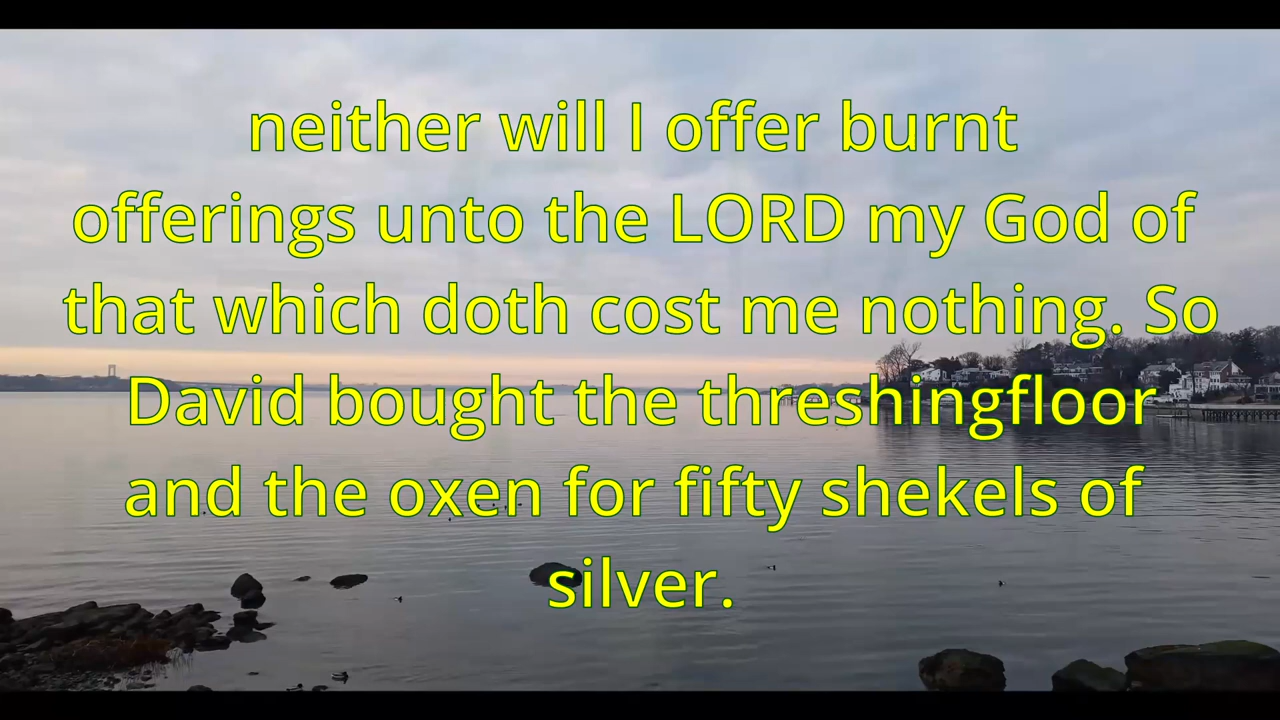 neither will I offer burnt
offerings unto the LORD my God of
that which doth cost me nothing. So
David bought the threshingfloor
and the oxen for fifty shekels of
silver.